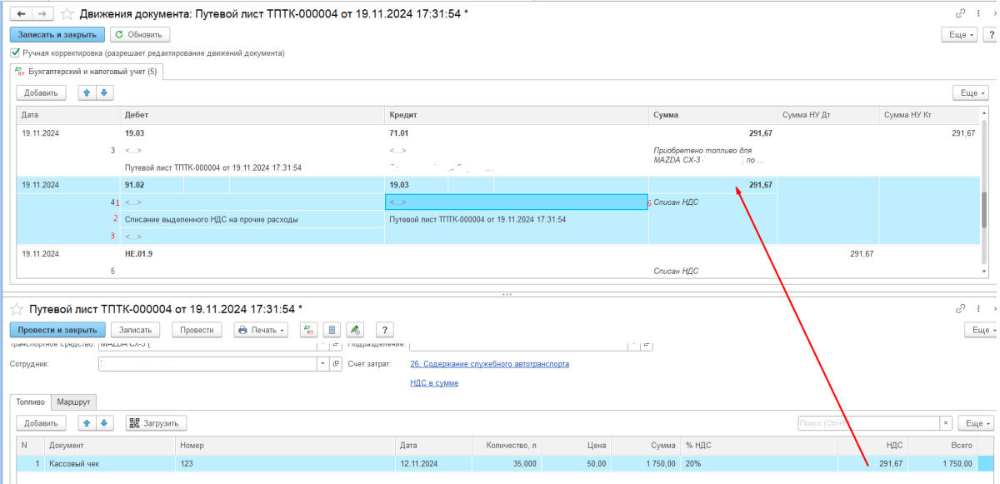 Движения документа: Путевой лист ТПТК-000004 от 19.11.2024 17:31:54 *
Записать и закрыть Обновить Еще ?
Ручная корректировка (разрешает редактирование движений документа)
Бухгалтерский и налоговый учет (5)
Добавить Еще
Дата Дебет Кредит Сумма Сумма НУ Дт Сумма НУ Кт
19.11.2024 19.03 71.01 291,67 291,67
3 <...> <...> Приобретено топливо для
MAZDA CX-3 по ...
Путевой лист ТПТК-000004 от 19.11.2024 17:31:54
19.11.2024 91.02 19.03 291,67
4 1 <...> <...> 6 Списан НДС
2 Списание выделенного НДС на прочие расходы Путевой лист ТПТК-000004 от 19.11.2024 17:31:54
3 <...>
19.11.2024 НЕ.01.9 291,67
5 Списан НДС
Путевой лист ТПТК-000004 от 19.11.2024 17:31:54 *
Провести и закрыть Записать Провести Печать ? Еще
Транспортное средство: MAZDA CX-3 ( Подразделение:
Сотрудник: Счет затрат: 26, Содержание служебного автотранспорта
НДС в сумме
Топливо Маршрут
Добавить Загрузить Поиск (Ctrl+F Еще
N Документ Номер Дата Количество, л Цена Сумма % НДС НДС Всего
1 Кассовый чек 123 12.11.2024 35,000 50,00 1 750,00 20% 291,67 1 750,00